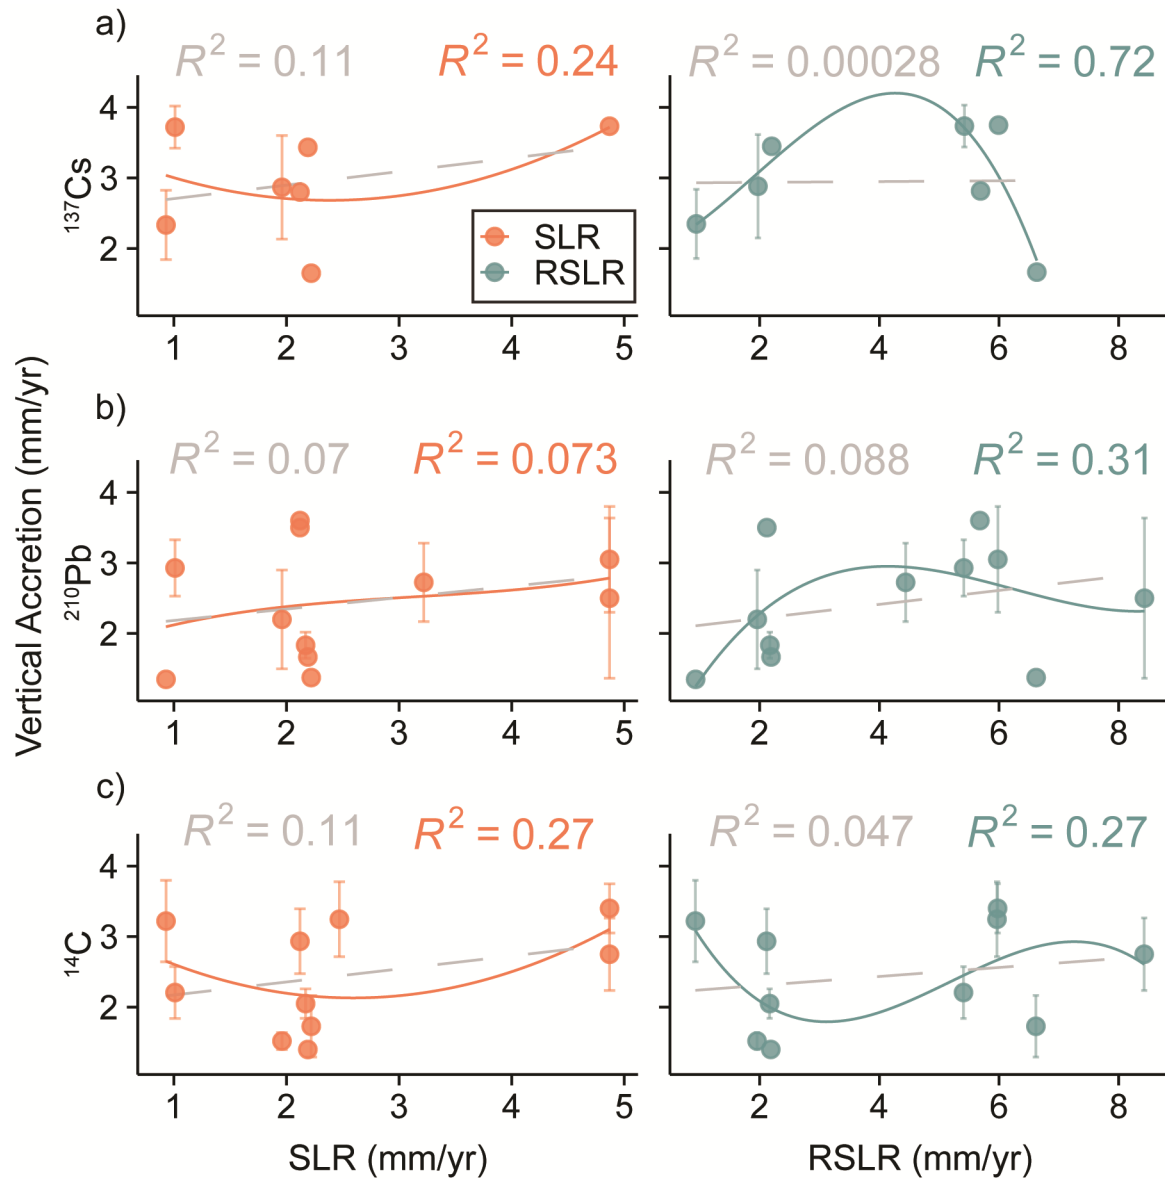 a)
R² = 0.11
R² = 0.24
R² = 0.00028
R² = 0.72
4
3
2
¹³⁷Cs
SLR
RSLR
1 2 3 4 5
2 4 6 8
Vertical Accretion (mm/yr)
b)
R² = 0.07
R² = 0.073
R² = 0.088
R² = 0.31
4
3
2
²¹⁰Pb
1 2 3 4 5
2 4 6 8
c)
R² = 0.11
R² = 0.27
R² = 0.047
R² = 0.27
4
3
2
¹⁴C
1 2 3 4 5
2 4 6 8
SLR (mm/yr)
RSLR (mm/yr)